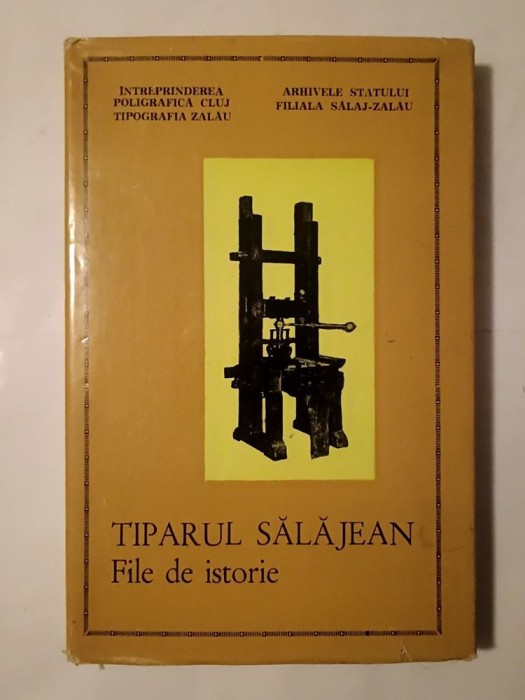 ÎNTREPRINDEREA
POLIGRAFICĂ CLUJ
TIPOGRAFIA ZALĂU
ARHIVELE STATULUI
FILIALA SĂLAJ-ZALĂU
TIPARUL SĂLĂJEAN
File de istorie